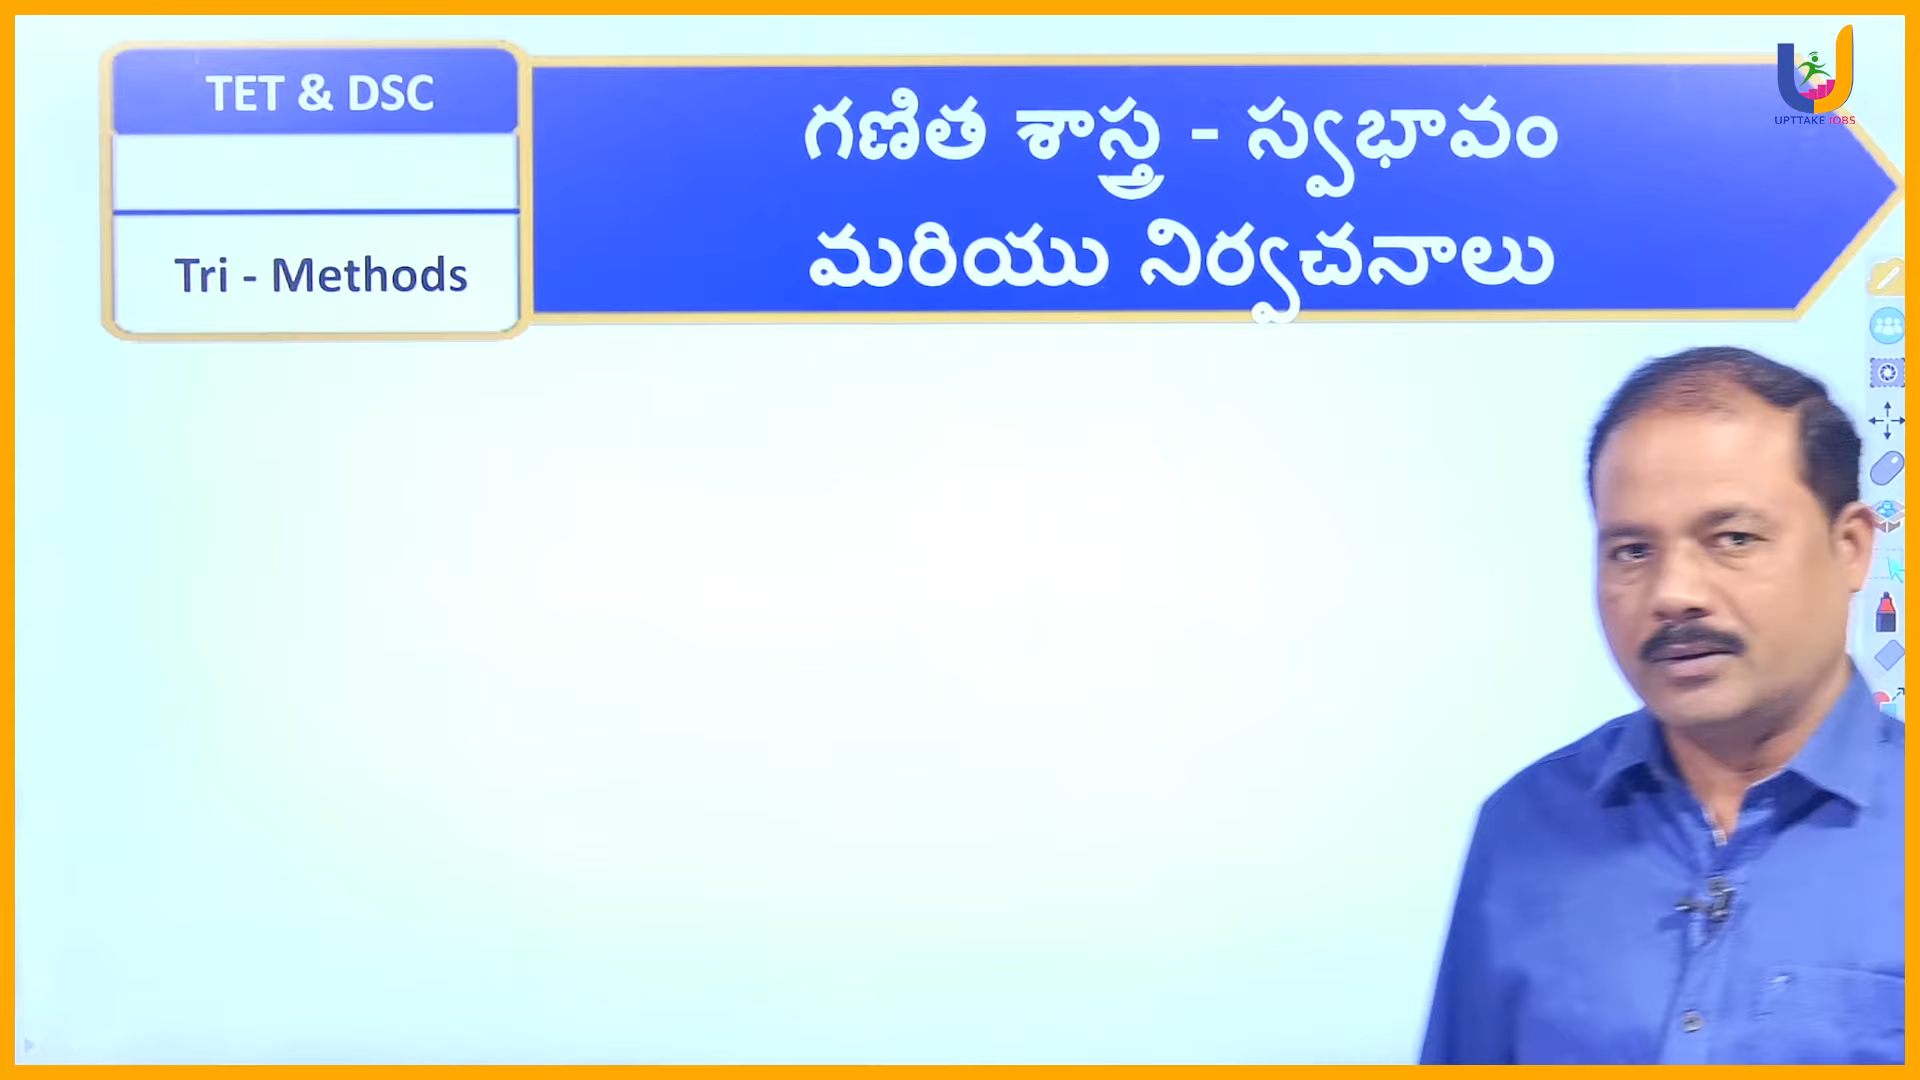 TET & DSC
Tri - Methods
గణిత శాస్త్ర - స్వభావం
మరియు నిర్వచనాలు
UPTTAKE JOBS